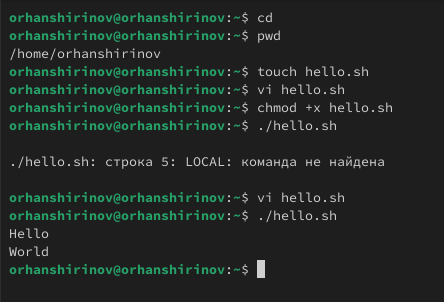 orhanshirinov@orhanshirinov:~$ cd
orhanshirinov@orhanshirinov:~$ pwd
/home/orhanshirinov
orhanshirinov@orhanshirinov:~$ touch hello.sh
orhanshirinov@orhanshirinov:~$ vi hello.sh
orhanshirinov@orhanshirinov:~$ chmod +x hello.sh
orhanshirinov@orhanshirinov:~$ ./hello.sh
./hello.sh: строка 5: LOCAL: команда не найдена
orhanshirinov@orhanshirinov:~$ vi hello.sh
orhanshirinov@orhanshirinov:~$ ./hello.sh
Hello
World
orhanshirinov@orhanshirinov:~$